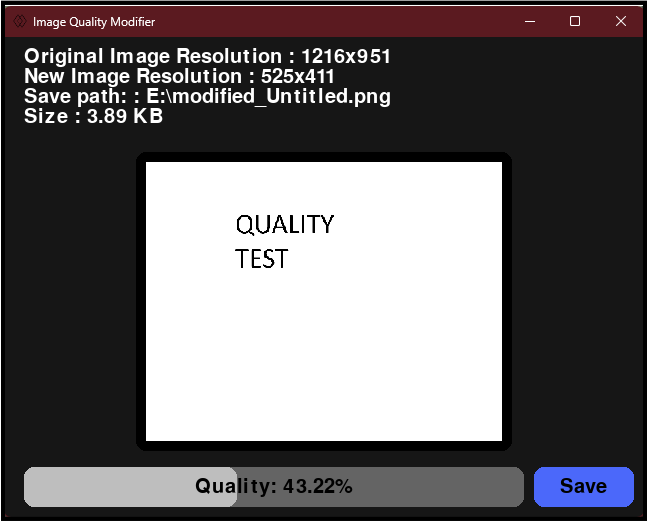 Image Quality Modifier
Original Image Resolution : 1216x951
New Image Resolution : 525x411
Save path: : E:\modified_Untitled.png
Size : 3.89 KB
QUALITY
TEST
Quality: 43.22%
Save